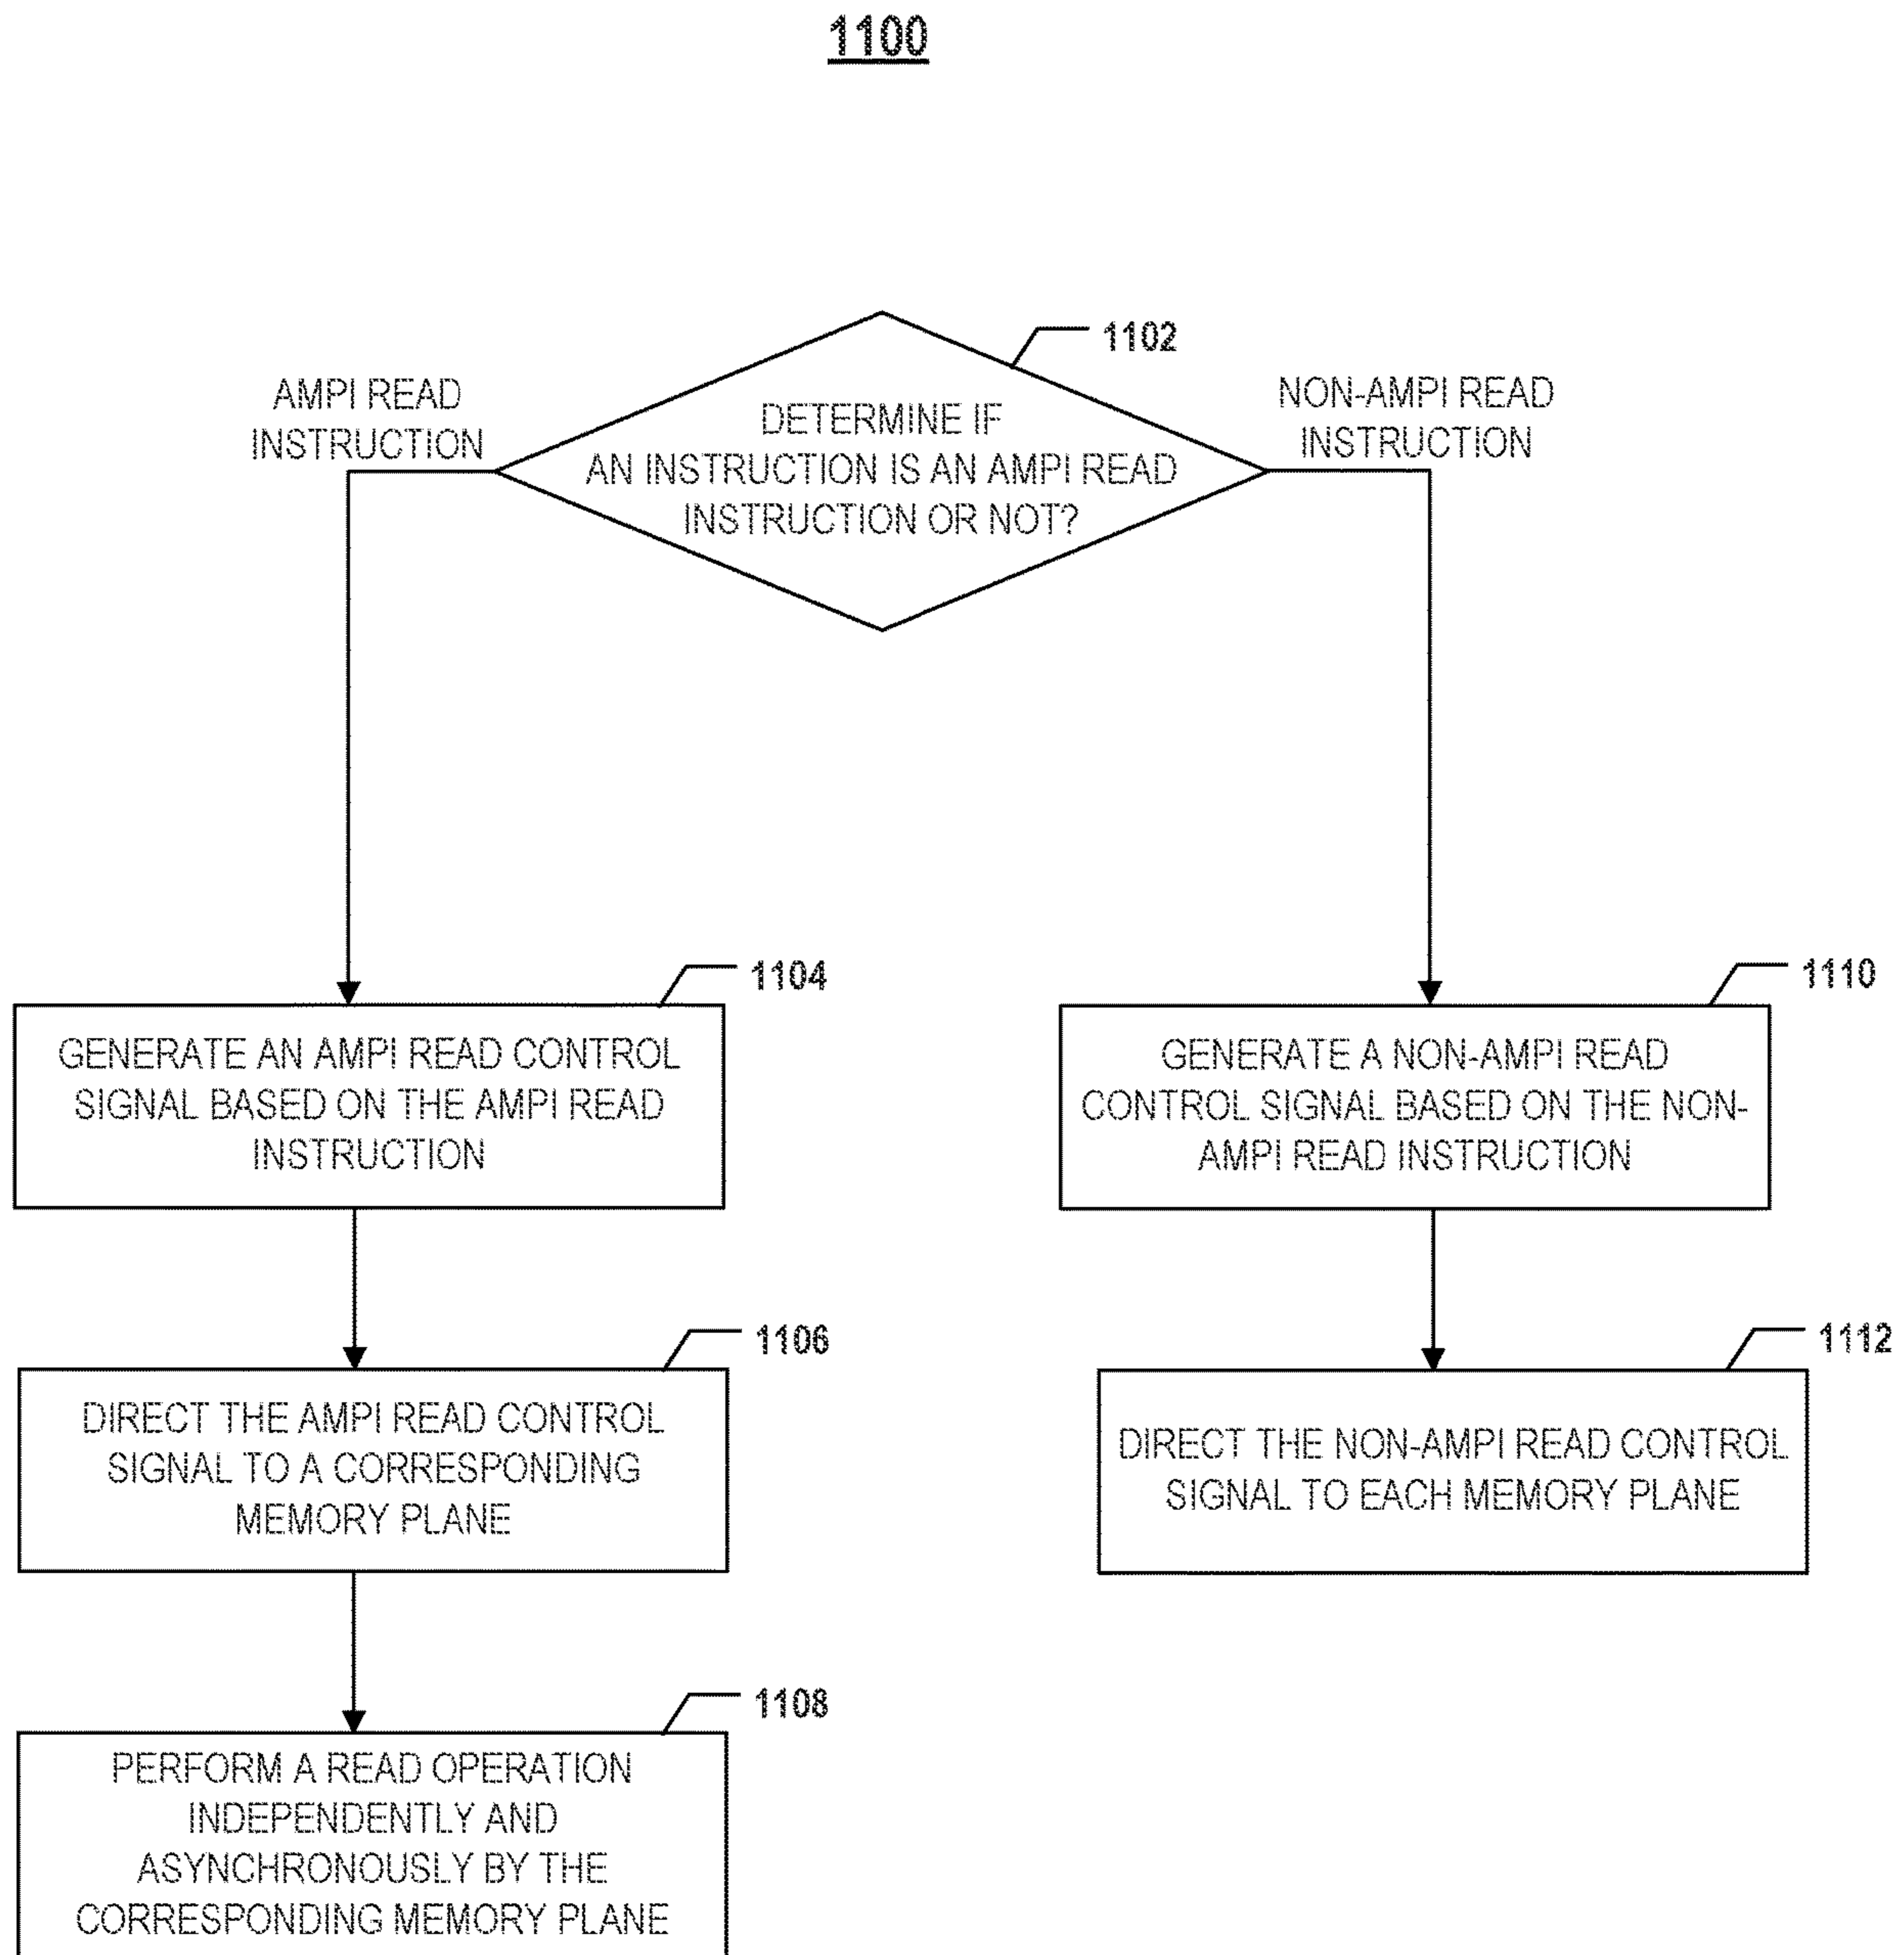 1100
1102
AMPI READ
INSTRUCTION
DETERMINE IF
AN INSTRUCTION IS AN AMPI READ
INSTRUCTION OR NOT?
NON-AMPI READ
INSTRUCTION
1104
GENERATE AN AMPI READ CONTROL
SIGNAL BASED ON THE AMPI READ
INSTRUCTION
1110
GENERATE A NON-AMPI READ
CONTROL SIGNAL BASED ON THE NON-
AMPI READ INSTRUCTION
1106
DIRECT THE AMPI READ CONTROL
SIGNAL TO A CORRESPONDING
MEMORY PLANE
1112
DIRECT THE NON-AMPI READ CONTROL
SIGNAL TO EACH MEMORY PLANE
1108
PERFORM A READ OPERATION
INDEPENDENTLY AND
ASYNCHRONOUSLY BY THE
CORRESPONDING MEMORY PLANE